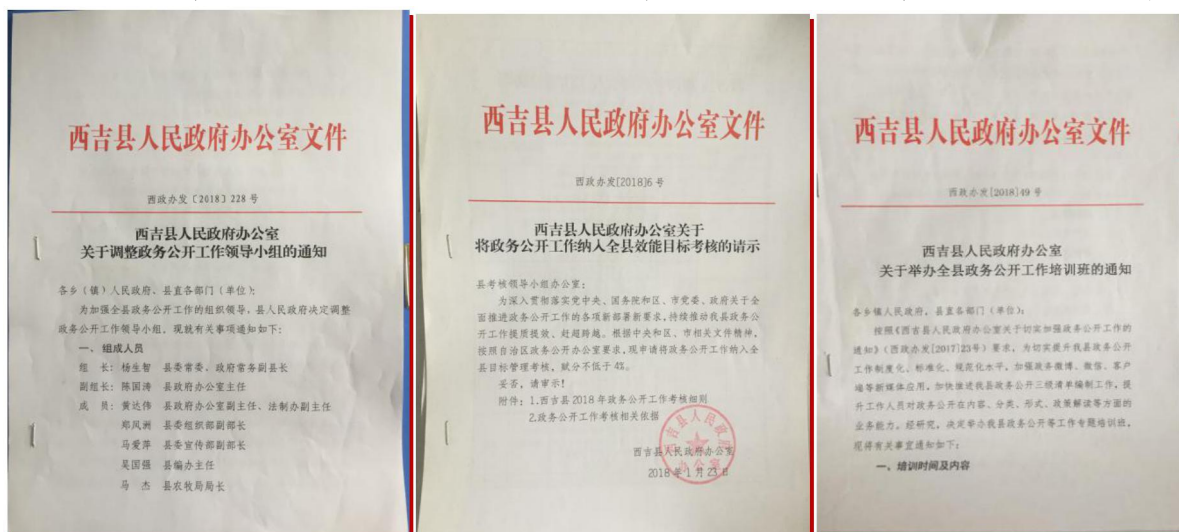 西吉县人民政府办公室文件
西政办发〔2018〕228 号
西吉县人民政府办公室
关于调整政务公开工作领导小组的通知
各乡（镇）人民政府、县直各部门（单位）：
为加强全县政务公开工作的组织领导，县人民政府决定调整
政务公开工作领导小组。现就有关事项通知如下：
一、组成人员
组 长：杨生智 县委常委、政府常务副县长
副组长：陈国涛 县政府办公室主任
成 员：黄达伟 县政府办公室副主任、法制办副主任
郑风洲 县委组织部副部长
马爱萍 县委宣传部副部长
吴国强 县编办主任
马 杰 县农牧局局长
西吉县人民政府办公室文件
西政办发[2018]6 号
西吉县人民政府办公室关于
将政务公开工作纳入全县效能目标考核的请示
县考核领导小组办公室：
为深入贯彻落实党中央、国务院和区、市党委、政府关于全
面推进政务公开工作的各项新部署新要求，持续推动我县政务公
开工作提质提效、赶超跨越。根据中央和区、市相关文件精神，
按照自治区政务公开办公室要求，现申请将政务公开工作纳入全
县目标管理考核，赋分不低于 4%。
妥否，请审示！
附件：1.西吉县 2018 年政务公开工作考核细则
2.政务公开工作考核相关依据
西吉县人民政府办公室
2018 年 1 月 23 日
西吉县人民政府办公室文件
西政办发[2018]49 号
西吉县人民政府办公室
关于举办全县政务公开工作培训班的通知
各乡镇人民政府，县直各部门（单位）：
按照《西吉县人民政府办公室关于切实加强政务公开工作的
通知》（西政办发[2017]23号）要求，为切实提升我县政务公开
工作制度化、标准化、规范化水平，加强政务微博、微信、客户
端等新媒体应用，加快推进我县政务公开三级清单编制工作，提
升工作人员对政务公开在内容、分类、形式、政策解读等方面的
业务能力。经研究，决定举办我县政务公开等工作专题培训班，
现将有关事宜通知如下：
一、培训时间及内容